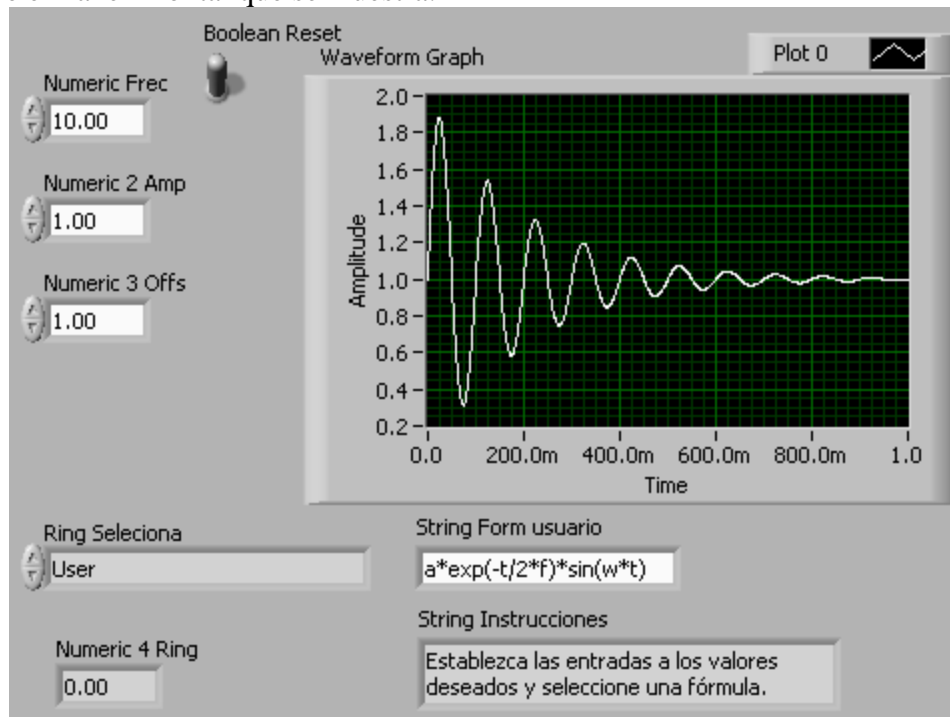 Boolean Reset
Waveform Graph
Plot 0
Numeric Frec
10.00
Numeric 2 Amp
1.00
Numeric 3 Offs
1.00
Amplitude
2.0
1.8
1.6
1.4
1.2
1.0
0.8
0.6
0.4
0.2
0.0 200.0m 400.0m 600.0m 800.0m 1.0
Time
Ring Seleciona
User
String Form usuario
a*exp(-t/2*f)*sin(w*t)
Numeric 4 Ring
0.00
String Instrucciones
Establezca las entradas a los valores
deseados y seleccione una fórmula.